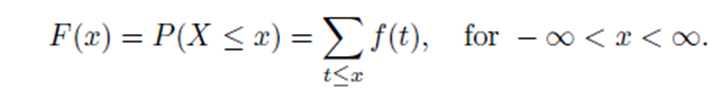 F(x) = P(X ≤ x) = ∑ f(t), for − ∞ < x < ∞.
t≤x